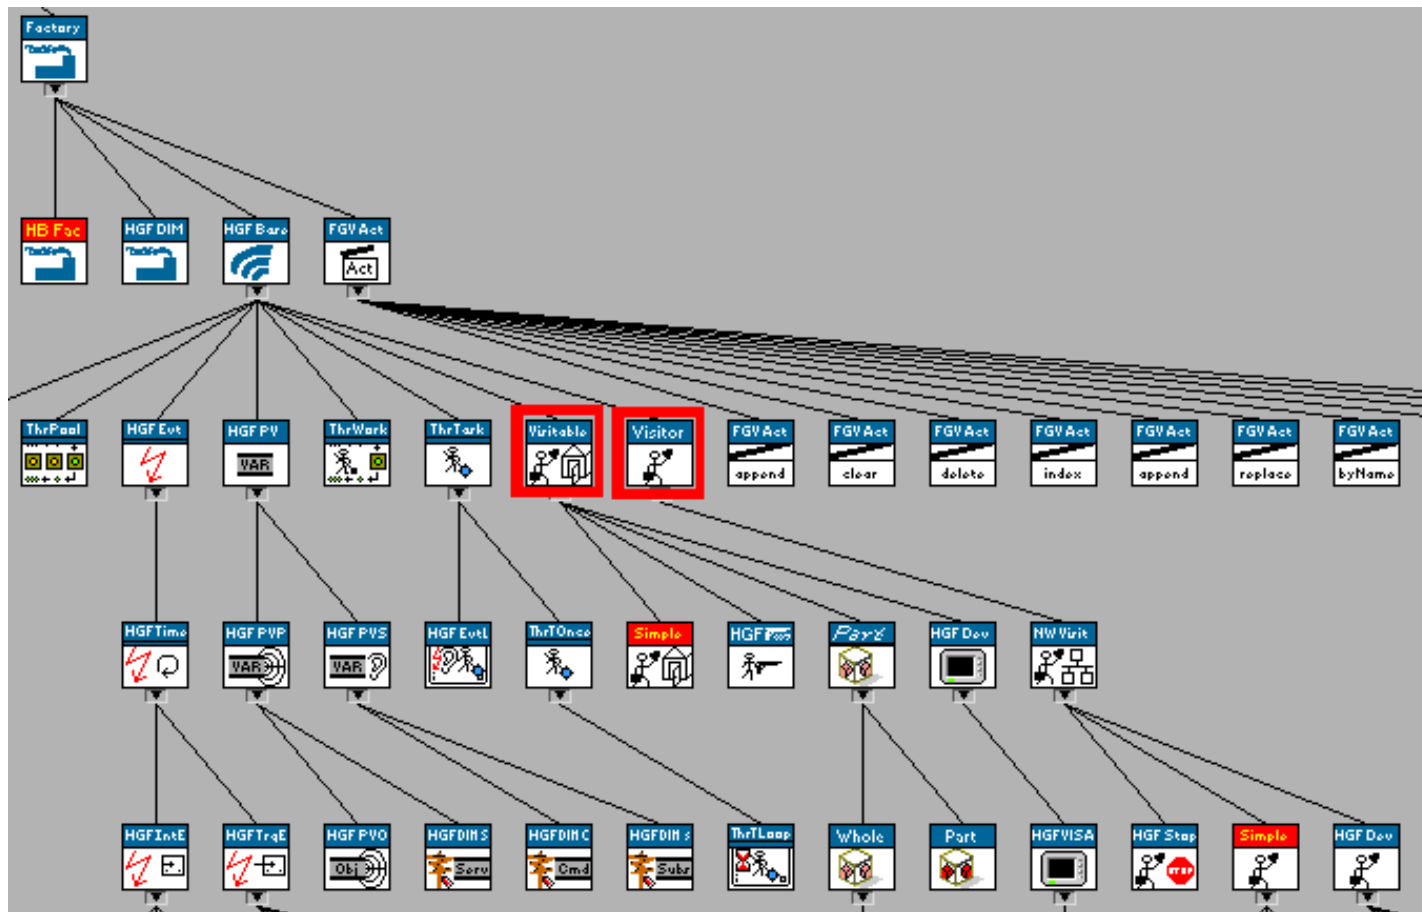 Factory
HB Fac HGF DIM HGF Base FGV Act
Act
ThrPool HGF Evt HGF PV ThrWork ThrTask Visitable Visitor FGV Act FGV Act FGV Act FGV Act FGV Act FGV Act FGV Act
VAR append clear delete index append replace byName
HGFTime HGF PVP HGF PVS HGF EvtL ThrTOnce Simple HGF Part HGF Dev NW Visit
VAR VAR
HGFIntE HGFTrgE HGF PVO HGFDIM S HGFDIM C HGFDIM s ThrTLoop Whole Part HGFVISA HGF Stop Simple HGF Dev
Obj Serv Cmd Subs STOP